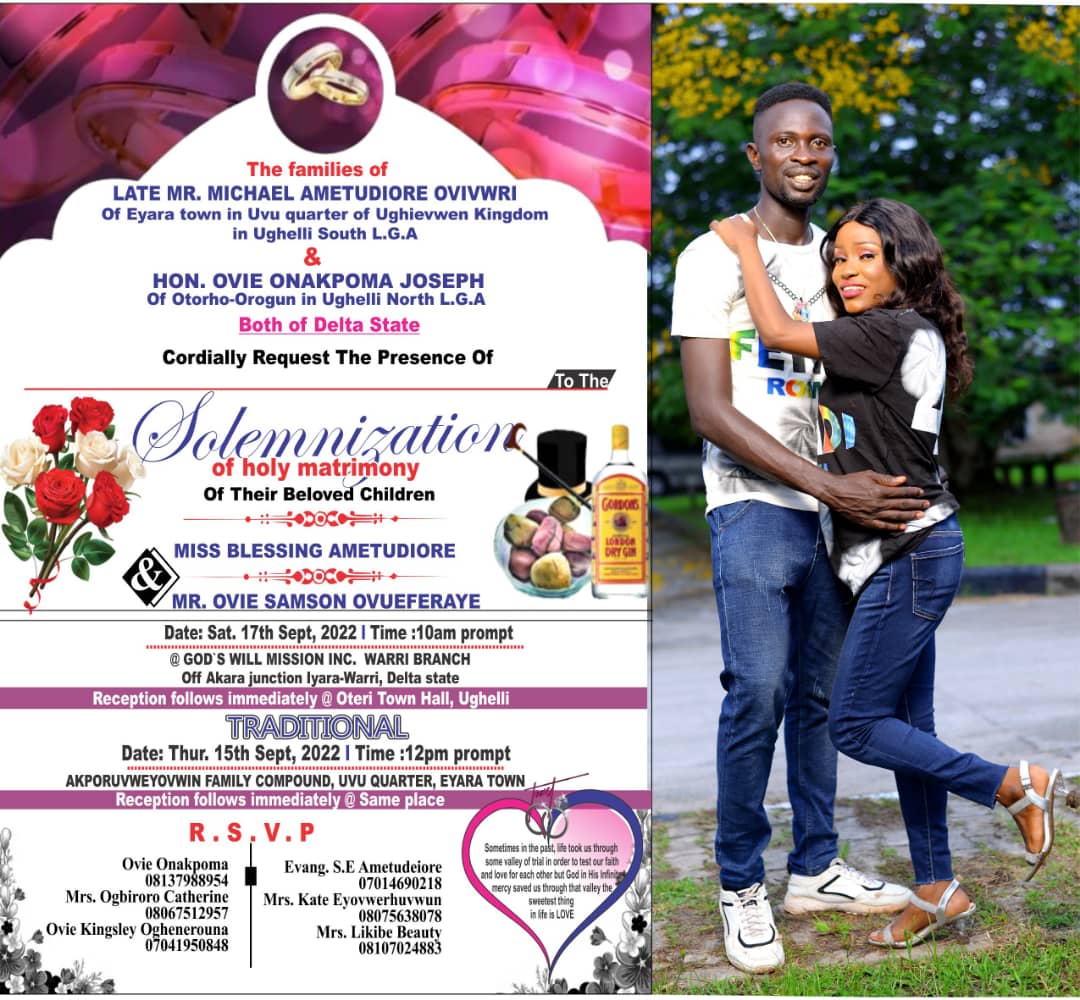 The families of
LATE MR. MICHAEL AMETUDIORE OVIVWRI
Of Eyara town in Uvu quarter of Ughievwen Kingdom
in Ughelli South L.G.A
&
HON. OVIE ONAKPOMA JOSEPH
Of Otorho-Orogun in Ughelli North L.G.A
Both of Delta State
Cordially Request The Presence Of
To The
Solemnization
of holy matrimony
Of Their Beloved Children
GORDON'S
LONDON
DRY GIN
MISS BLESSING AMETUDIORE
&
MR. OVIE SAMSON OVUEFERAYE
Date: Sat. 17th Sept, 2022 I Time :10am prompt
@ GOD`S WILL MISSION INC. WARRI BRANCH
Off Akara junction Iyara-Warri, Delta state
Reception follows immediately @ Oteri Town Hall, Ughelli
TRADITIONAL
Date: Thur. 15th Sept, 2022 I Time :12pm prompt
AKPORUVWEYOVWIN FAMILY COMPOUND, UVU QUARTER, EYARA TOWN
Reception follows immediately @ Same place
R.S.V.P
Ovie Onakpoma
08137988954
Mrs. Ogbiroro Catherine
08067512957
Ovie Kingsley Oghenerouna
07041950848
Evang. S.E Ametudeiore
07014690218
Mrs. Kate Eyovwerhuvwun
08075638078
Mrs. Likibe Beauty
08107024883
Sometimes in the past, life took us through
some valley of trial in order to test our faith
and love for each other but God in His Infinit
mercy saved us through that valley the
sweetest thing
in life is LOVE